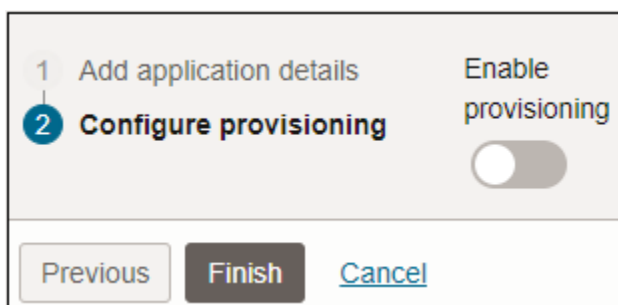 1 Add application details
2 Configure provisioning
Enable
provisioning
Previous Finish Cancel